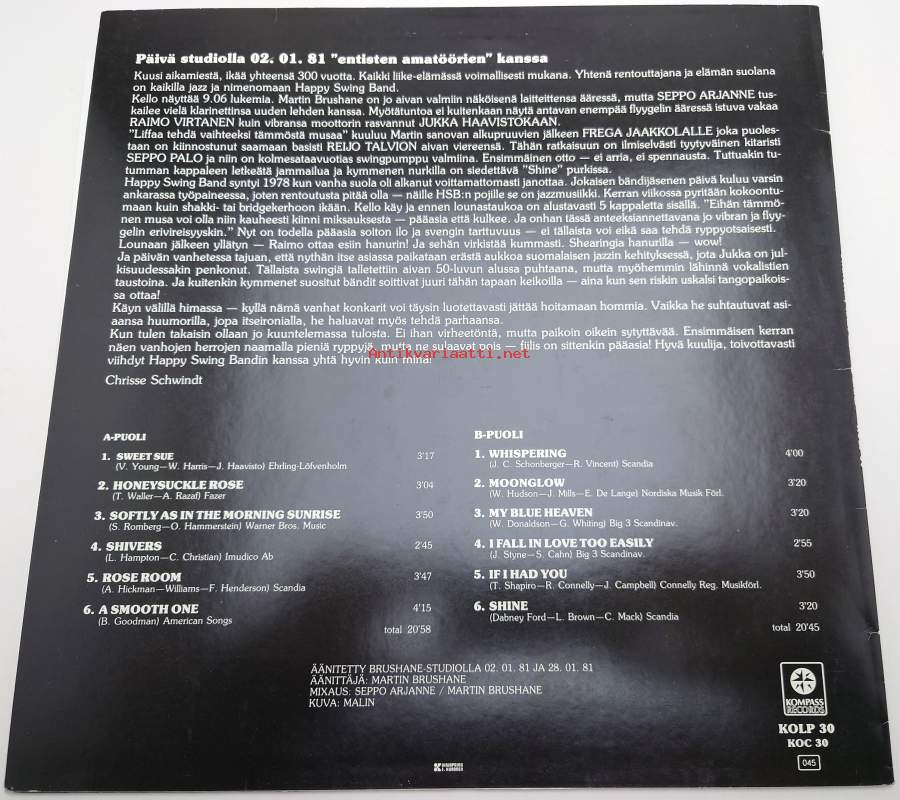 Päivä studiolla 02. 01. 81 "entisten amatöörien" kanssa
Kuusi aikamiestä, ikää yhteensä 300 vuotta. Kaikki liike-elämässä voimallisesti mukana. Yhtenä rentouttajana ja elämän suolana
on kaikilla jazz ja nimenomaan Happy Swing Band.
Kello näyttää 9.06 lukemia. Martin Brushane on jo aivan valmiin näköisenä laitteittensa ääressä, mutta SEPPO ARJANNE tus-
kailee vielä klarinettinsa uuden lehden kanssa. Myötätuntoa ei kuitenkaan näytä antavan enempää flyygelin ääressä istuva vakaa
RAIMO VIRTANEN kuin vibransa moottorin rasvannut JUKKA HAAVISTOKAAN.
"Liffaa tehdä vaihteeksi tämmöstä musaa" kuuluu Martin sanovan alkupruuvien jälkeen FREGA JAAKKOLALLE joka puoles-
taan on kiinnostunut saamaan basisti REIJO TALVION aivan viereensä. Tähän ratkaisuun on ilmiselvästi tyytyväinen kitaristi
SEPPO PALO ja niin on kolmesataavuotias swingpumppu valmiina. Ensimmäinen otto — ei arria, ei spennausta. Tuttuakin tu-
tumman kappaleen letkeätä jammailua ja kymmenen nurkilla on siedettävä "Shine" purkissa.
Happy Swing Band syntyi 1978 kun vanha suola oli alkanut voittamattomasti janottaa. Jokaisen bändijäsenen päivä kuluu varsin
ankarassa työpaineessa, joten rentoutusta pitää olla — näille HSB:n pojille se on jazzmusiikki. Kerran viikossa pyritään kokoontu-
maan kuin shakki- tai bridgekerhoon ikään. Kello käy ja ennen lounastaukoa on alustavasti 5 kappaletta sisällä. "Eihän tämmö-
nen musa voi olla niin kauheesti kiinni miksauksesta — pääasia että kulkee. Ja onhan tässä anteeksiannettavana jo vibran ja flyy-
gelin erivireisyyskin." Nyt on todella pääasia soiton ilo ja svengin tarttuvuus — ei tällaista voi eikä saa tehdä ryppyotsaisesti.
Lounaan jälkeen yllätyn — Raimo ottaa esiin hanurin! Ja sehän virkistää kummasti. Shearingia hanurilla — wow!
Ja päivän vanhetessa tajuan, että nythän itse asiassa paikataan erästä aukkoa suomalaisen jazzin kehityksessä, jota Jukka on jul-
kisuudessakin penkonut. Tällaista swingiä talletettiin aivan 50-luvun alussa puhtaana, mutta myöhemmin lähinnä vokalistien
taustoina. Ja kuitenkin kymmenet suositut bändit soittivat juuri tähän tapaan keikoilla — aina kun sen riskin uskalsi tangopaikois-
sa ottaa!
Käyn välillä himassa — kyllä nämä vanhat konkarit voi täysin luotettavasti jättää hoitamaan hommia. Vaikka he suhtautuvat asi-
aansa huumorilla, jopa itseironialla, he haluavat myös tehdä parhaansa.
Kun tulen takaisin ollaan jo kuuntelemassa tulosta. Ei ihan virheetöntä, mutta paikoin oikein sytyttävää. Ensimmäisen kerran
näen vanhojen herrojen naamalla pieniä ryppyjä, mutta ne sulaavat pois — fiilis on sittenkin pääasia! Hyvä kuulija, toivottavasti
viihdyt Happy Swing Bandin kanssa yhtä hyvin kuin minä!
Antikvariaatti.net
Chrisse Schwindt
A-PUOLI
1. SWEET SUE 3'17
(V. Young—W. Harris—J. Haavisto) Ehrling-Löfvenholm
2. HONEYSUCKLE ROSE 3'04
(T. Waller—A. Razaf) Fazer
3. SOFTLY AS IN THE MORNING SUNRISE 3'50
(S. Romberg—O. Hammerstein) Warner Bros. Music
4. SHIVERS 2'45
(L. Hampton—C. Christian) Imudico Ab
5. ROSE ROOM 3'47
(A. Hickman—Williams—F. Henderson) Scandia
6. A SMOOTH ONE 4'15
(B. Goodman) American Songs
total 20'58
B-PUOLI
1. WHISPERING 4'00
(J. C. Schonberger—R. Vincent) Scandia
2. MOONGLOW 3'20
(W. Hudson—J. Mills—E. De Lange) Nordiska Musik Förl.
3. MY BLUE HEAVEN 3'20
(W. Donaldson—G. Whiting) Big 3 Scandinav.
4. I FALL IN LOVE TOO EASILY 2'55
(J. Styne—S. Cahn) Big 3 Scandinav.
5. IF I HAD YOU 3'50
(T. Shapiro—R. Connelly—J. Campbell) Connelly Reg. Musikförl.
6. SHINE 3'20
(Dabney Ford—L. Brown—C. Mack) Scandia
total 20'45
ÄÄNITETTY BRUSHANE-STUDIOLLA 02. 01. 81 JA 28. 01. 81
ÄÄNITTÄJÄ: MARTIN BRUSHANE
MIXAUS: SEPPO ARJANNE / MARTIN BRUSHANE
KUVA: MALIN
KOMPASS
RECORDS
KOLP 30
KOC 30
045